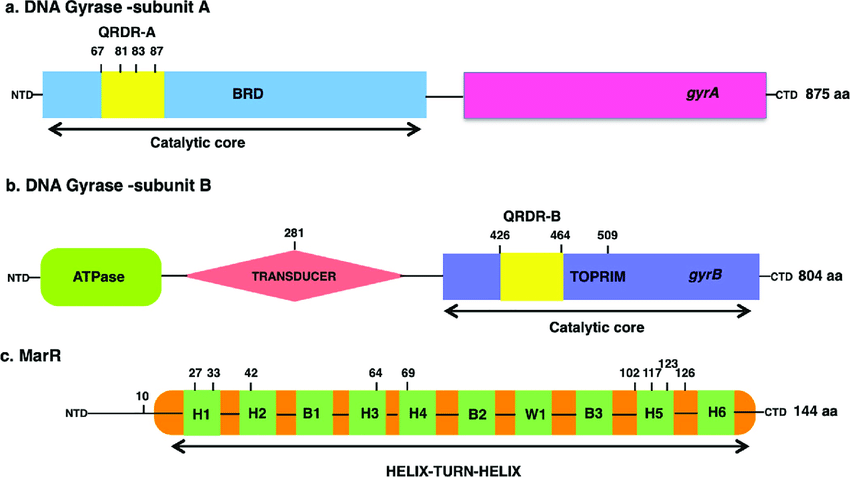 a. DNA Gyrase -subunit A
QRDR-A
67 81 83 87
NTD BRD gyrA CTD 875 aa
Catalytic core
b. DNA Gyrase -subunit B
QRDR-B
281 426 464 509
NTD ATPase TRANSDUCER TOPRIM gyrB CTD 804 aa
Catalytic core
c. MarR
10 27 33 42 64 69 102 117 123 126
NTD H1 H2 B1 H3 H4 B2 W1 B3 H5 H6 CTD 144 aa
HELIX-TURN-HELIX